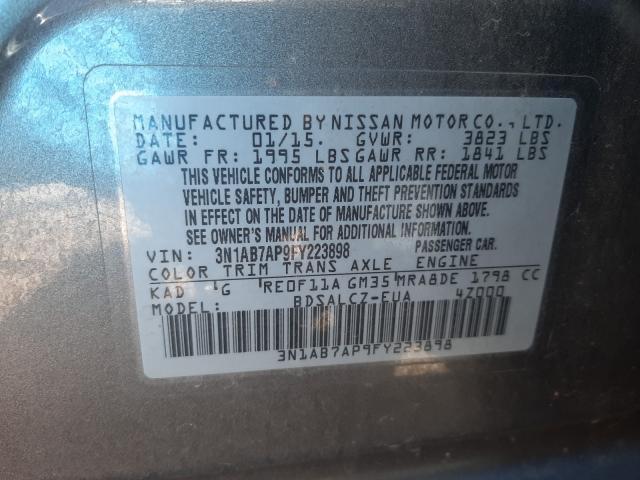 MANUFACTURED BY NISSAN MOTOR CO., LTD.
DATE: 01/15. GVWR: 3823 LBS
GAWR FR: 1995 LBS GAWR RR: 1841 LBS
THIS VEHICLE CONFORMS TO ALL APPLICABLE FEDERAL MOTOR
VEHICLE SAFETY, BUMPER AND THEFT PREVENTION STANDARDS
IN EFFECT ON THE DATE OF MANUFACTURE SHOWN ABOVE.
SEE OWNER'S MANUAL FOR ADDITIONAL INFORMATION.
VIN: 3N1AB7AP9FY223898 PASSENGER CAR.
COLOR TRIM TRANS AXLE ENGINE
KAD G RE0F11A GM35 MRA8DE 1798 CC
MODEL: BDSALCZ-EUA 4Z000
3N1AB7AP9FY223898